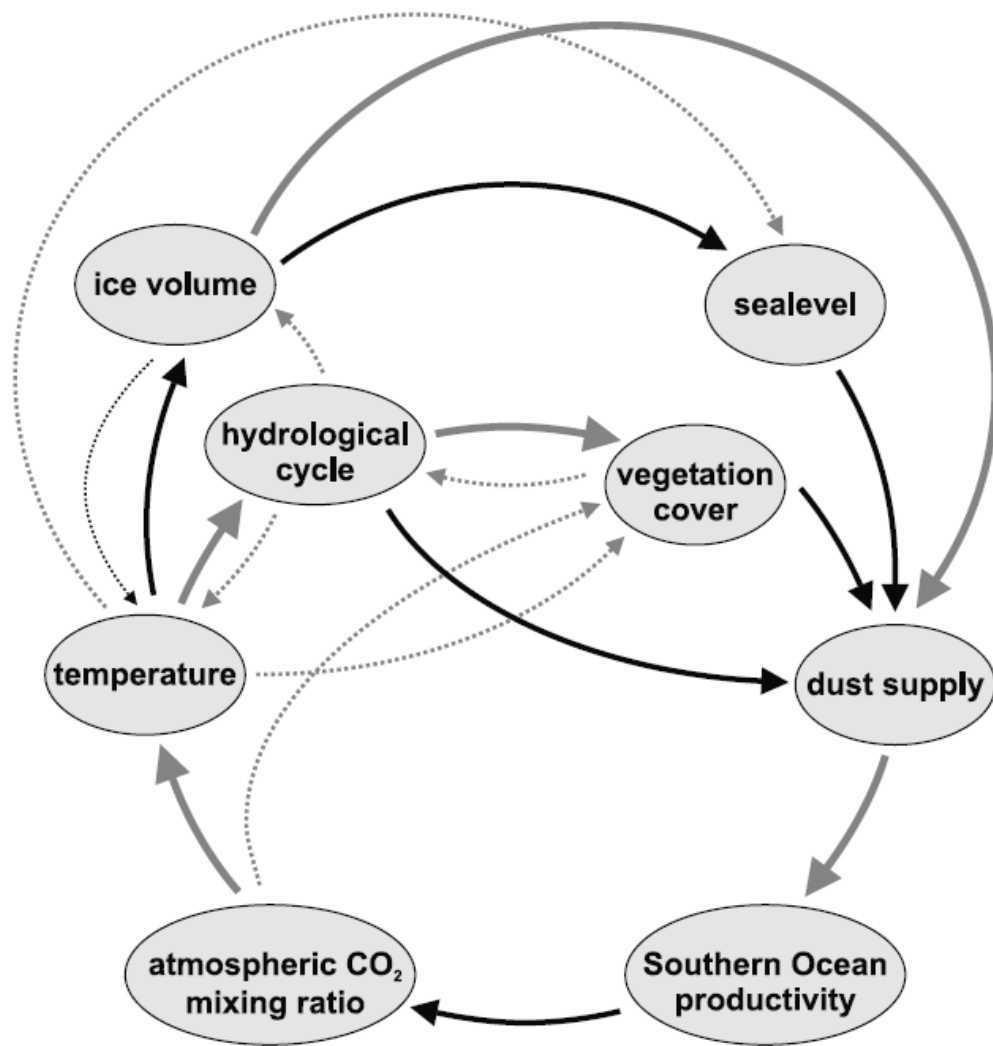 ice volume
sealevel
hydrological
cycle
vegetation
cover
temperature
dust supply
atmospheric CO₂
mixing ratio
Southern Ocean
productivity